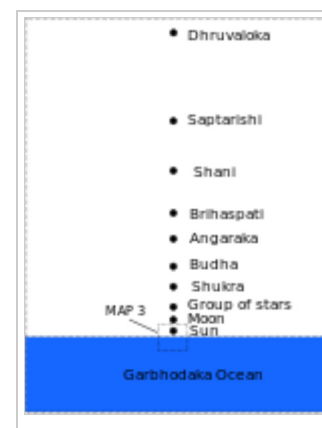 Dhruvaloka
Saptarishi
Shani
Brihaspati
Angaraka
Budha
Shukra
Group of stars
MAP 3
Moon
Sun
Garbhodaka Ocean